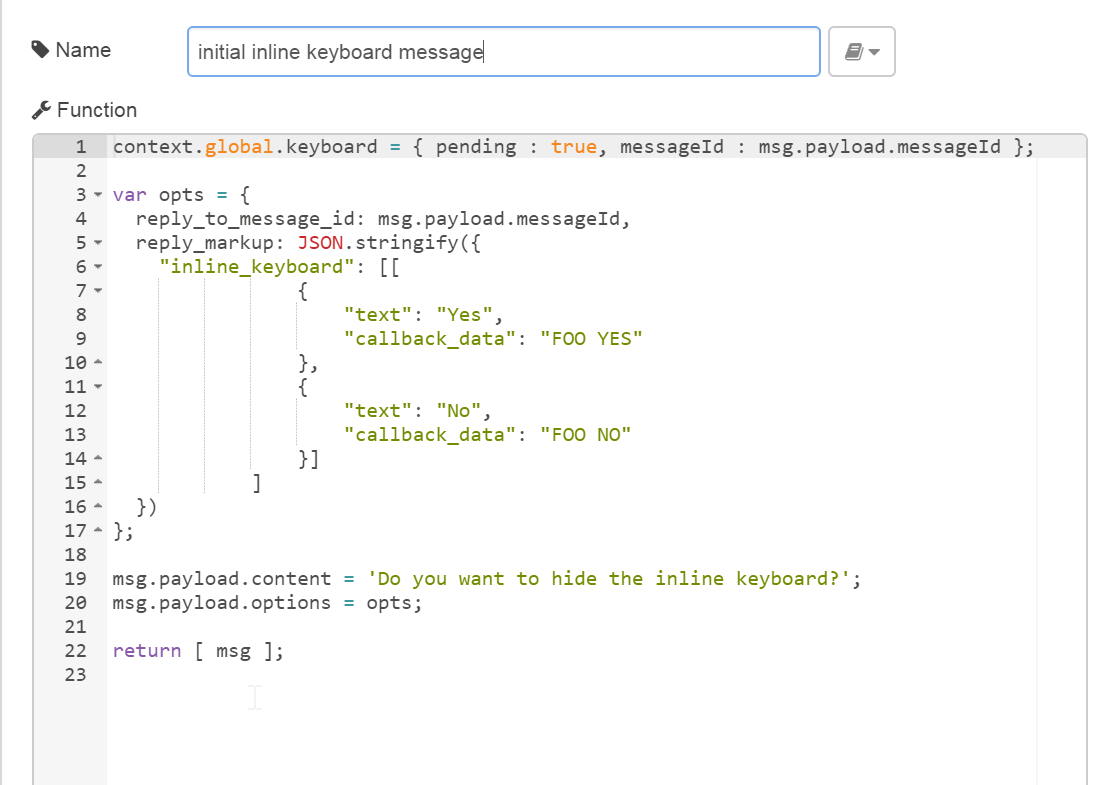 Name
initial inline keyboard message
Function
1 context.global.keyboard = { pending : true, messageId : msg.payload.messageId };
2
3 var opts = {
4   reply_to_message_id: msg.payload.messageId,
5   reply_markup: JSON.stringify({
6     "inline_keyboard": [[
7                 {
8                     "text": "Yes",
9                     "callback_data": "FOO YES"
10                 },
11                 {
12                     "text": "No",
13                     "callback_data": "FOO NO"
14                 }]
15             ]
16   })
17 };
18
19 msg.payload.content = 'Do you want to hide the inline keyboard?';
20 msg.payload.options = opts;
21
22 return [ msg ];
23